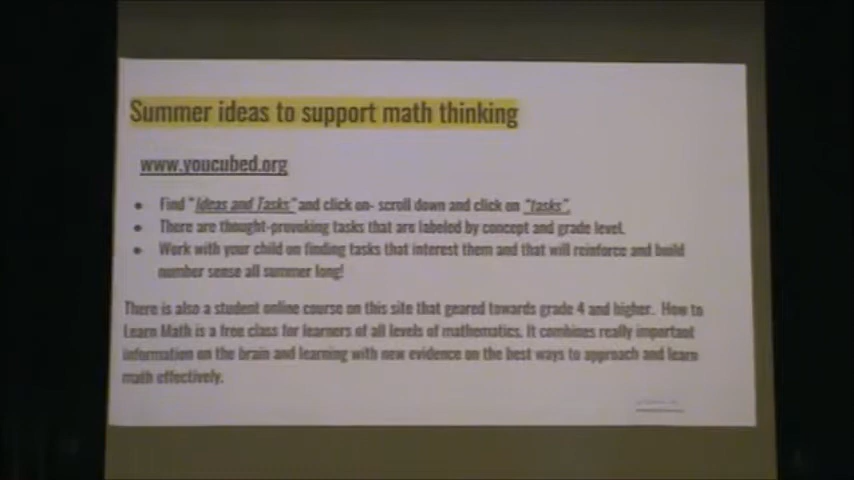 Summer ideas to support math thinking
www.youcubed.org
• Find "Ideas and Tasks" and click on- scroll down and click on "tasks".
• There are thought-provoking tasks that are labeled by concept and grade level.
• Work with your child on finding tasks that interest them and that will reinforce and build
number sense all summer long!
There is also a student online course on this site that geared towards grade 4 and higher. How to
Learn Math is a free class for learners of all levels of mathematics. It combines really important
information on the brain and learning with new evidence on the best ways to approach and learn
math effectively.